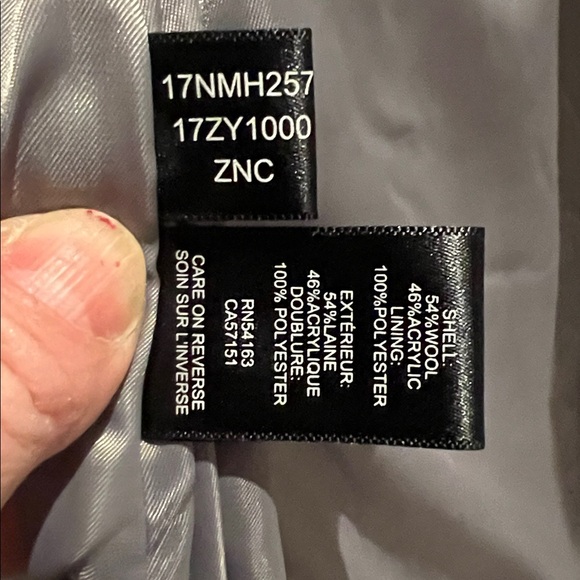 17NMH257
17ZY1000
ZNC
SHELL:
54%WOOL
46%ACRYLIC
LINING:
100%POLYESTER
EXTÉRIEUR:
54%LAINE
46%ACRYLIQUE
DOUBLURE:
100% POLYESTER
RN54163
CA57151
CARE ON REVERSE
SOIN SUR L'INVERSE